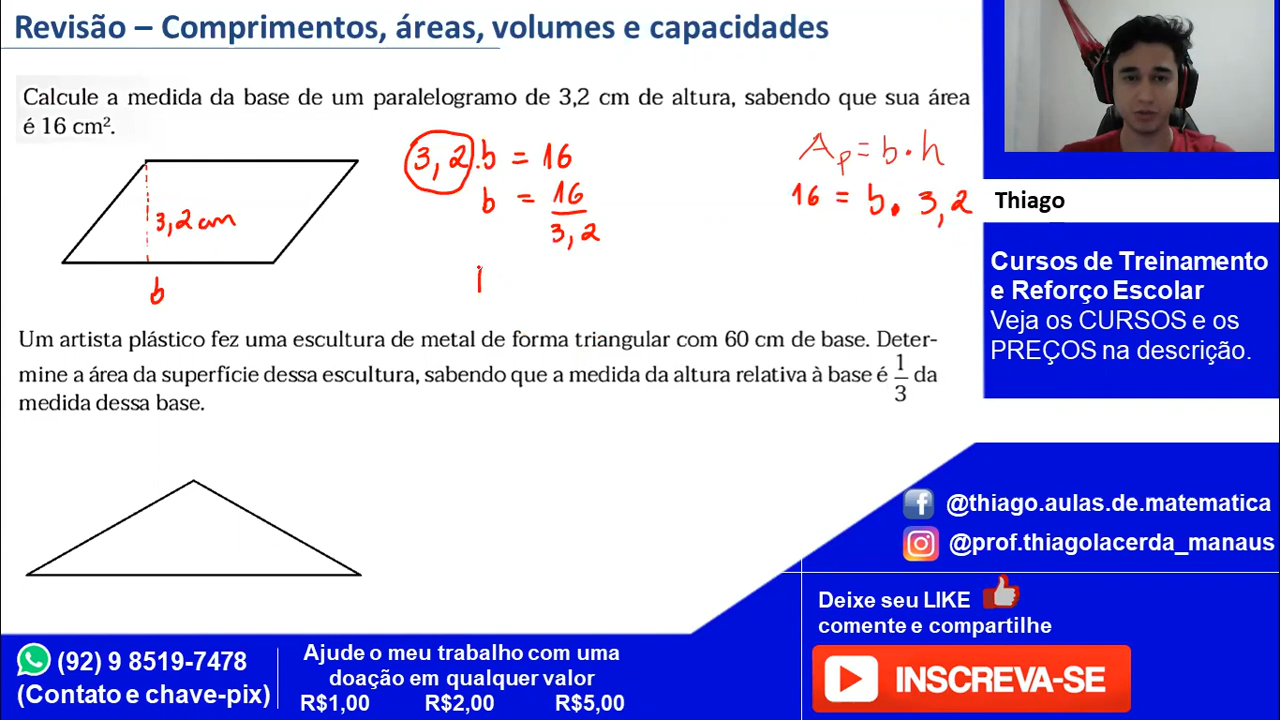 Revisão – Comprimentos, áreas, volumes e capacidades
Calcule a medida da base de um paralelogramo de 3,2 cm de altura, sabendo que sua área
é 16 cm².
3,2 cm
b
3,2.b = 16
b = 16
3,2
A_p = b · h
16 = b · 3,2
Um artista plástico fez uma escultura de metal de forma triangular com 60 cm de base. Deter-
mine a área da superfície dessa escultura, sabendo que a medida da altura relativa à base é 1/3 da
medida dessa base.
Thiago
Cursos de Treinamento
e Reforço Escolar
Veja os CURSOS e os
PREÇOS na descrição.
@thiago.aulas.de.matematica
@prof.thiagolacerda_manaus
Deixe seu LIKE
comente e compartilhe
INSCREVA-SE
(92) 9 8519-7478
(Contato e chave-pix)
Ajude o meu trabalho com uma
doação em qualquer valor
R$1,00 R$2,00 R$5,00